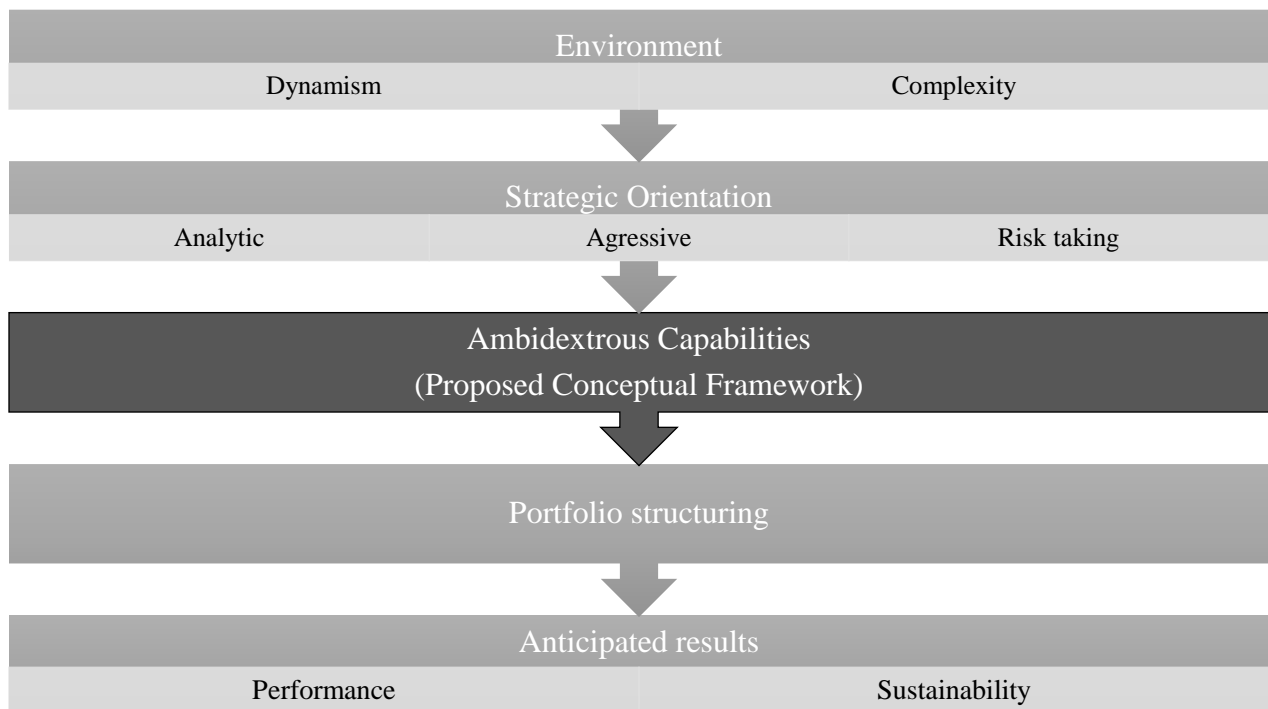 Environment
Dynamism Complexity
Strategic Orientation
Analytic Agressive Risk taking
Ambidextrous Capabilities
(Proposed Conceptual Framework)
Portfolio structuring
Anticipated results
Performance Sustainability